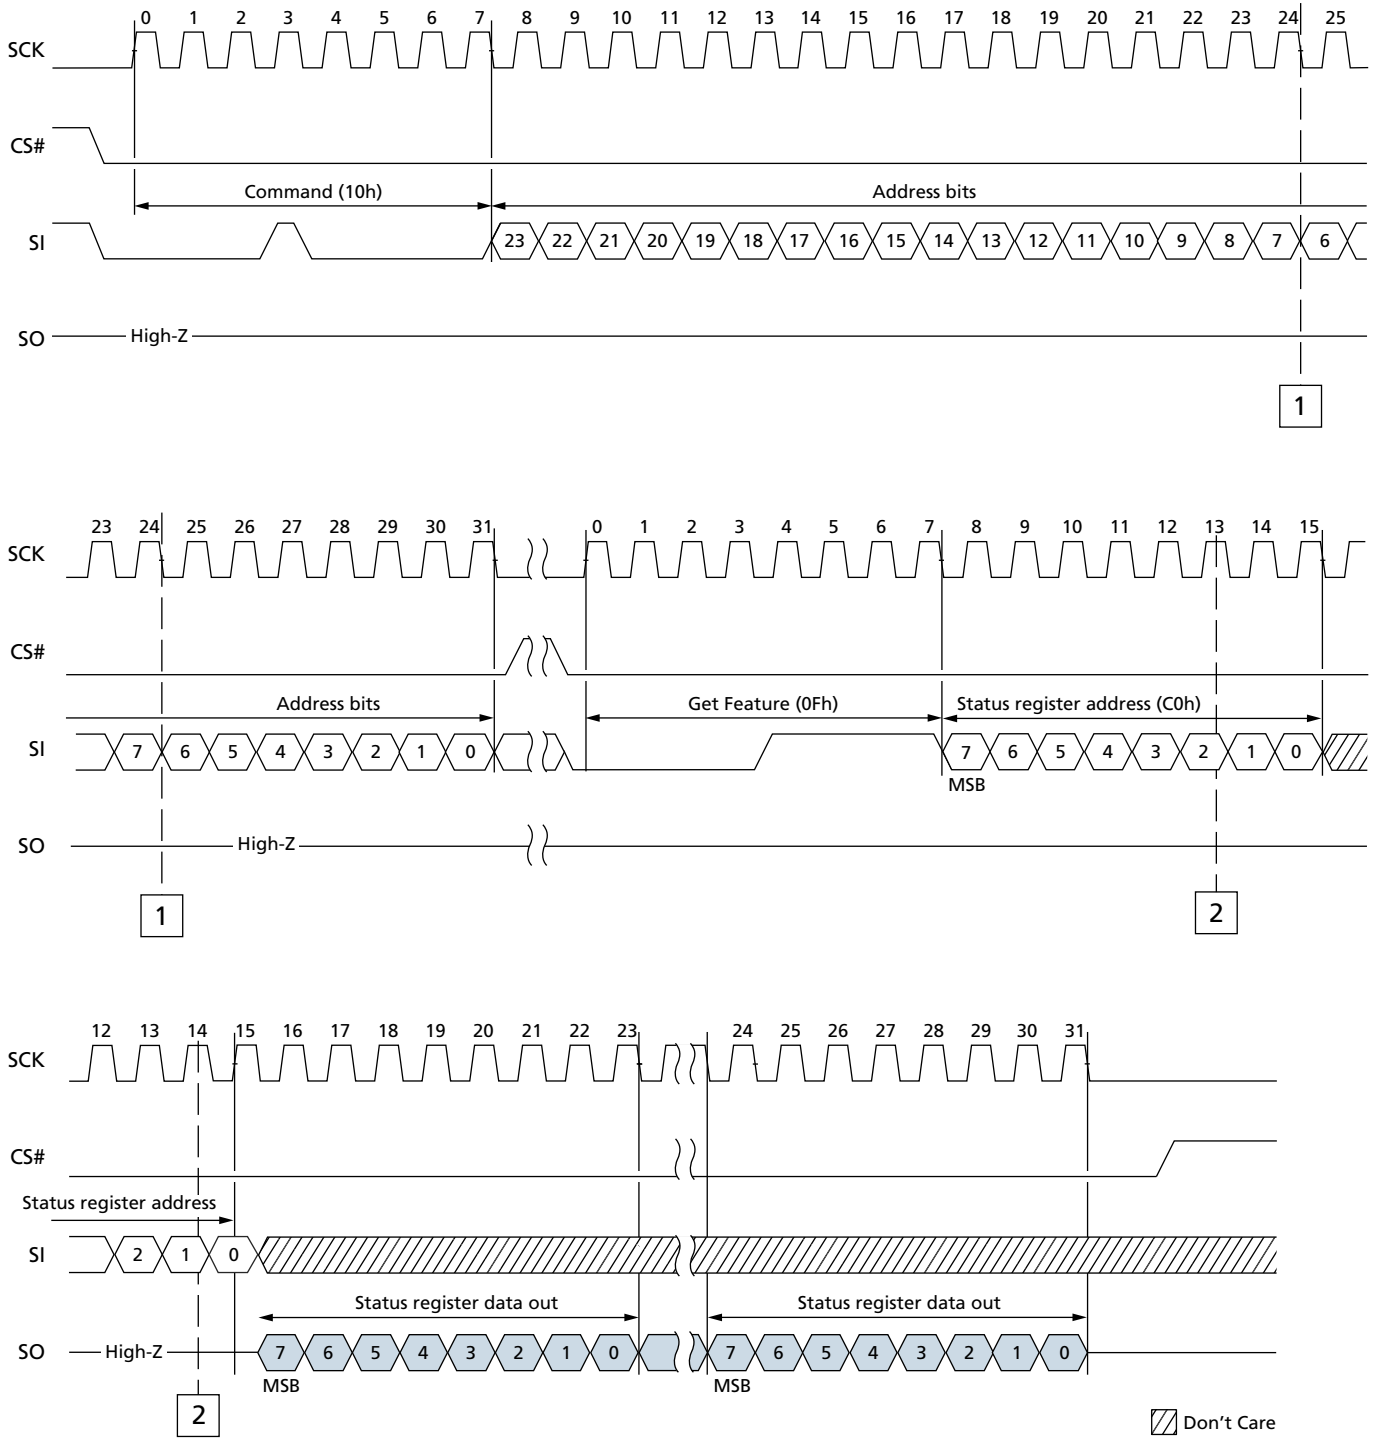 0 1 2 3 4 5 6 7 8 9 10 11 12 13 14 15 16 17 18 19 20 21 22 23 24 25
SCK
CS#
Command (10h) Address bits
SI 23 22 21 20 19 18 17 16 15 14 13 12 11 10 9 8 7 6
SO High-Z
1
23 24 25 26 27 28 29 30 31 0 1 2 3 4 5 6 7 8 9 10 11 12 13 14 15
SCK
CS#
Address bits Get Feature (0Fh) Status register address (C0h)
SI 7 6 5 4 3 2 1 0 7 6 5 4 3 2 1 0
MSB
SO High-Z
1 2
12 13 14 15 16 17 18 19 20 21 22 23 24 25 26 27 28 29 30 31
SCK
CS#
Status register address
SI 2 1 0
Status register data out Status register data out
SO High-Z 7 6 5 4 3 2 1 0 7 6 5 4 3 2 1 0
MSB MSB
2
Don't Care